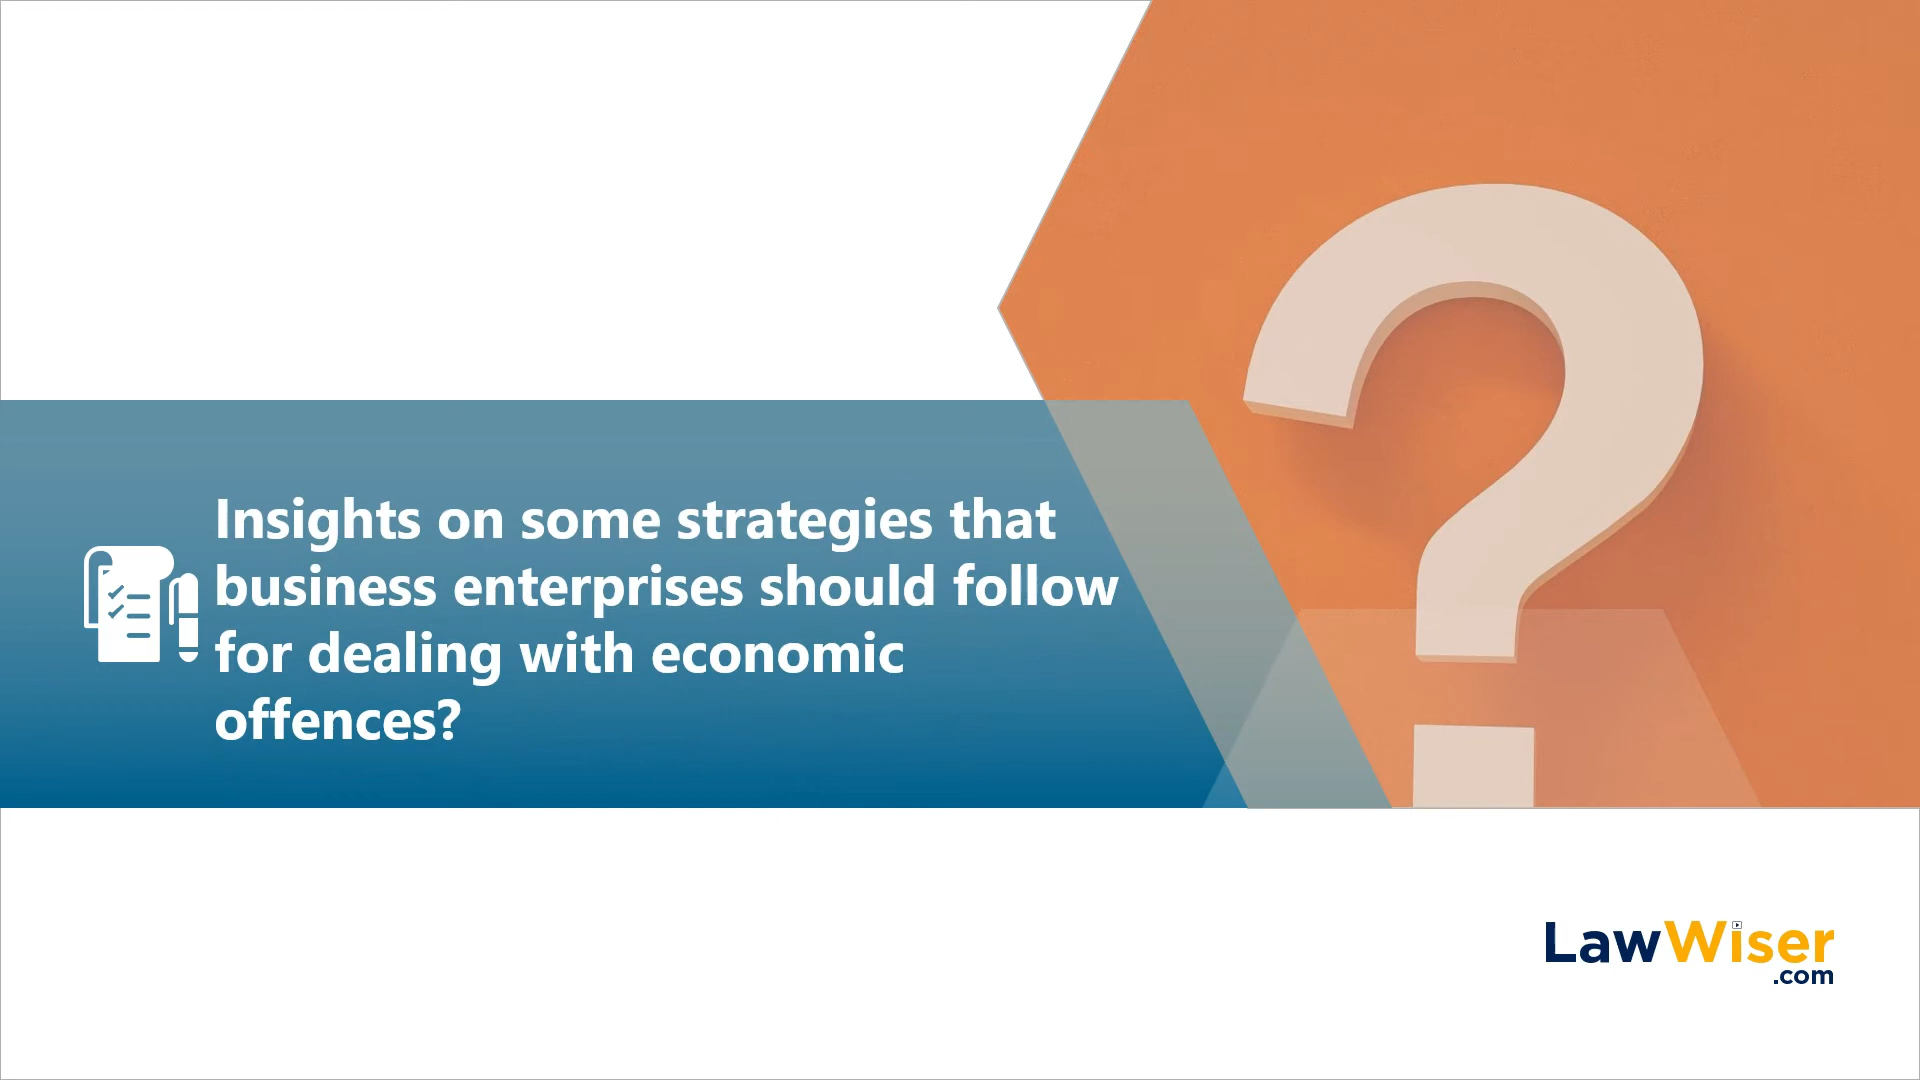 Insights on some strategies that
business enterprises should follow
for dealing with economic
offences?
LawWiser
.com